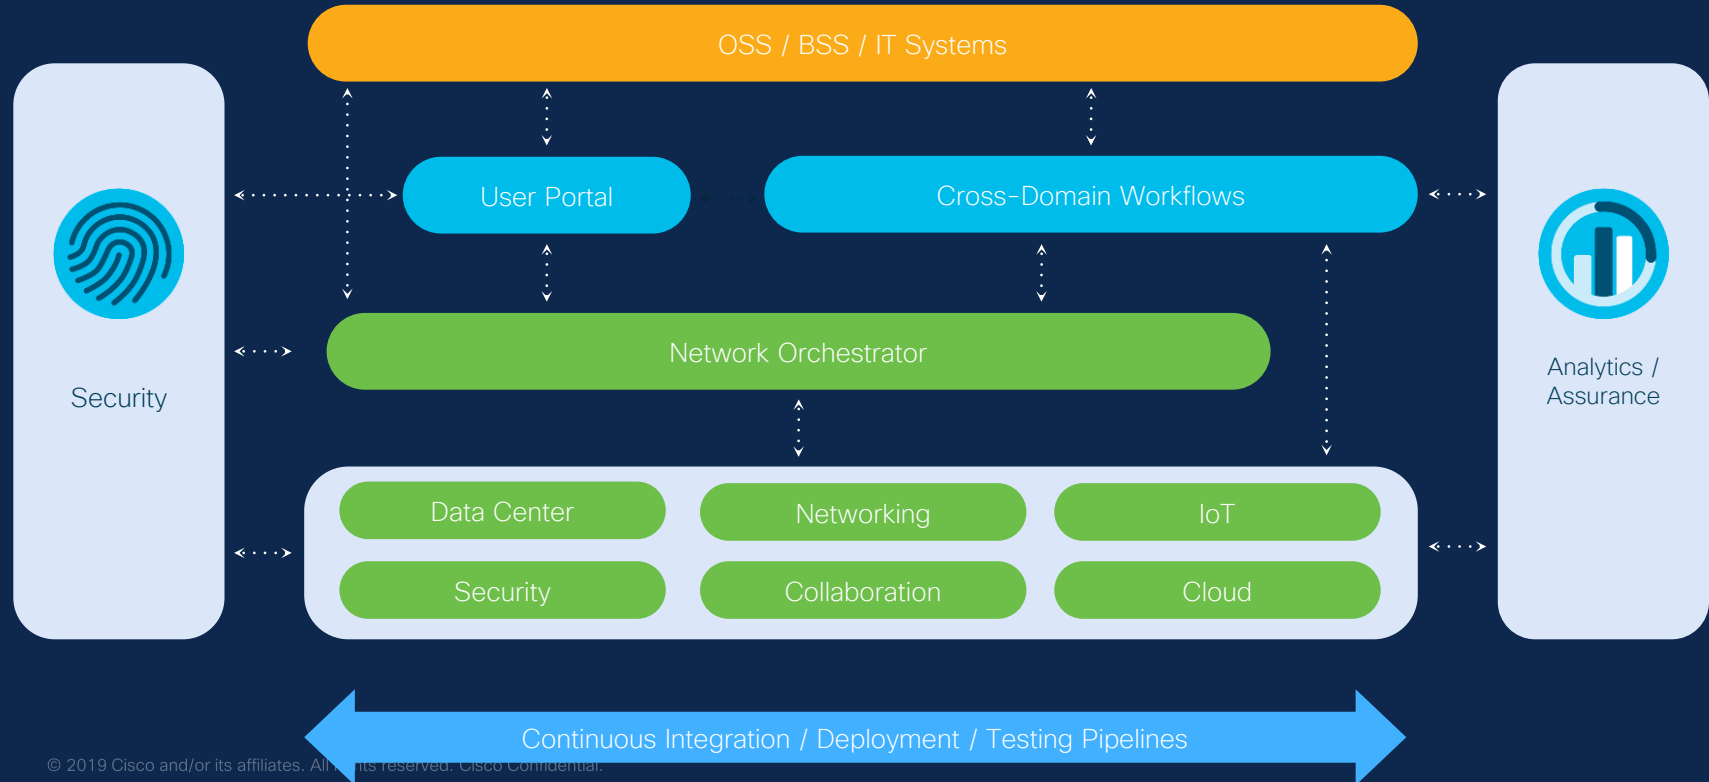 OSS / BSS / IT Systems
User Portal
Cross-Domain Workflows
Network Orchestrator
Security
Analytics /
Assurance
Data Center
Networking
IoT
Security
Collaboration
Cloud
Continuous Integration / Deployment / Testing Pipelines
© 2019 Cisco and/or its affiliates. All reserved. Cisco Confidential.